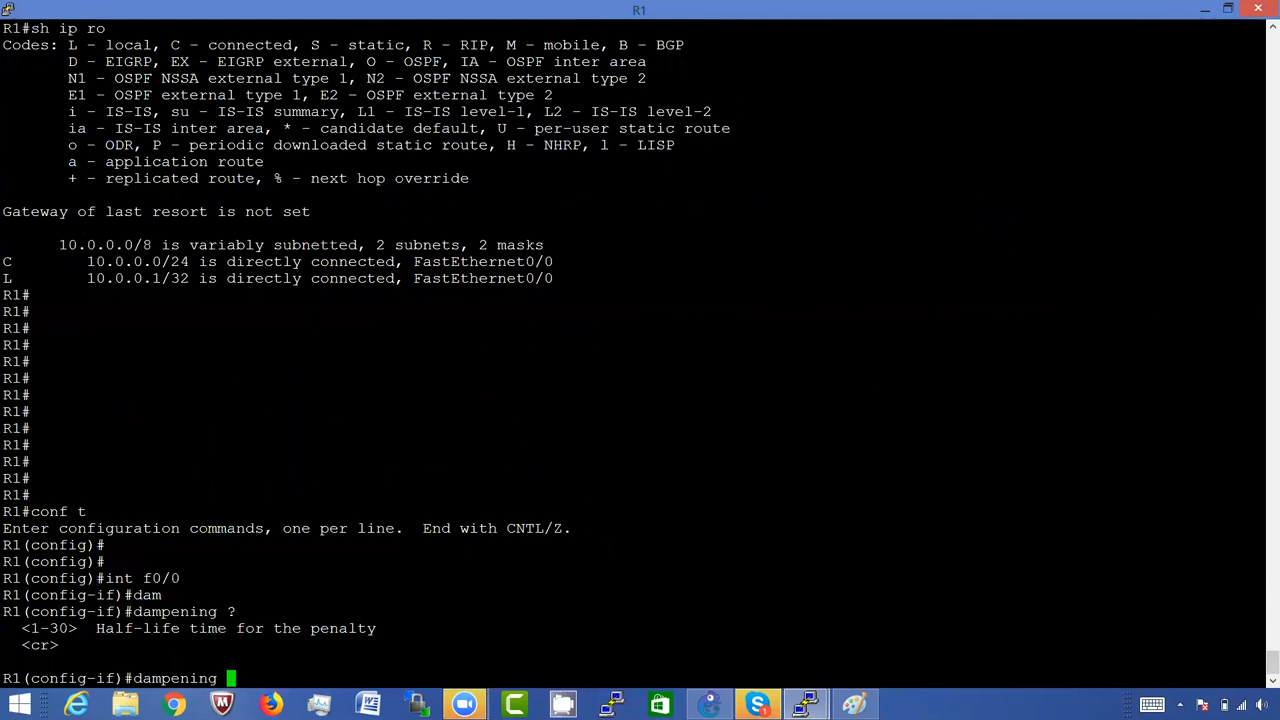 R1
R1#sh ip ro
Codes: L - local, C - connected, S - static, R - RIP, M - mobile, B - BGP
D - EIGRP, EX - EIGRP external, O - OSPF, IA - OSPF inter area
N1 - OSPF NSSA external type 1, N2 - OSPF NSSA external type 2
E1 - OSPF external type 1, E2 - OSPF external type 2
i - IS-IS, su - IS-IS summary, L1 - IS-IS level-1, L2 - IS-IS level-2
ia - IS-IS inter area, * - candidate default, U - per-user static route
o - ODR, P - periodic downloaded static route, H - NHRP, l - LISP
a - application route
+ - replicated route, % - next hop override
Gateway of last resort is not set
10.0.0.0/8 is variably subnetted, 2 subnets, 2 masks
C 10.0.0.0/24 is directly connected, FastEthernet0/0
L 10.0.0.1/32 is directly connected, FastEthernet0/0
R1#
R1#
R1#
R1#
R1#
R1#
R1#
R1#
R1#
R1#
R1#
R1#
R1#
R1#conf t
Enter configuration commands, one per line. End with CNTL/Z.
R1(config)#
R1(config)#
R1(config)#int f0/0
R1(config-if)#dam
R1(config-if)#dampening ?
<1-30> Half-life time for the penalty
<cr>
R1(config-if)#dampening